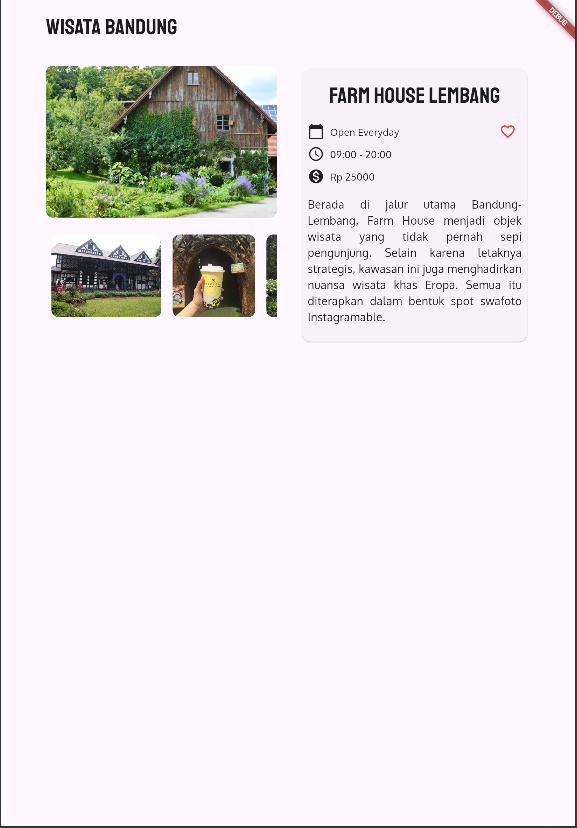 DEBUG
WISATA BANDUNG
FARM HOUSE LEMBANG
Open Everyday
09:00 - 20:00
Rp 25000
Berada di jalur utama Bandung-
Lembang, Farm House menjadi objek
wisata yang tidak pernah sepi
pengunjung. Selain karena letaknya
strategis, kawasan ini juga menghadirkan
nuansa wisata khas Eropa. Semua itu
diterapkan dalam bentuk spot swafoto
Instagramable.